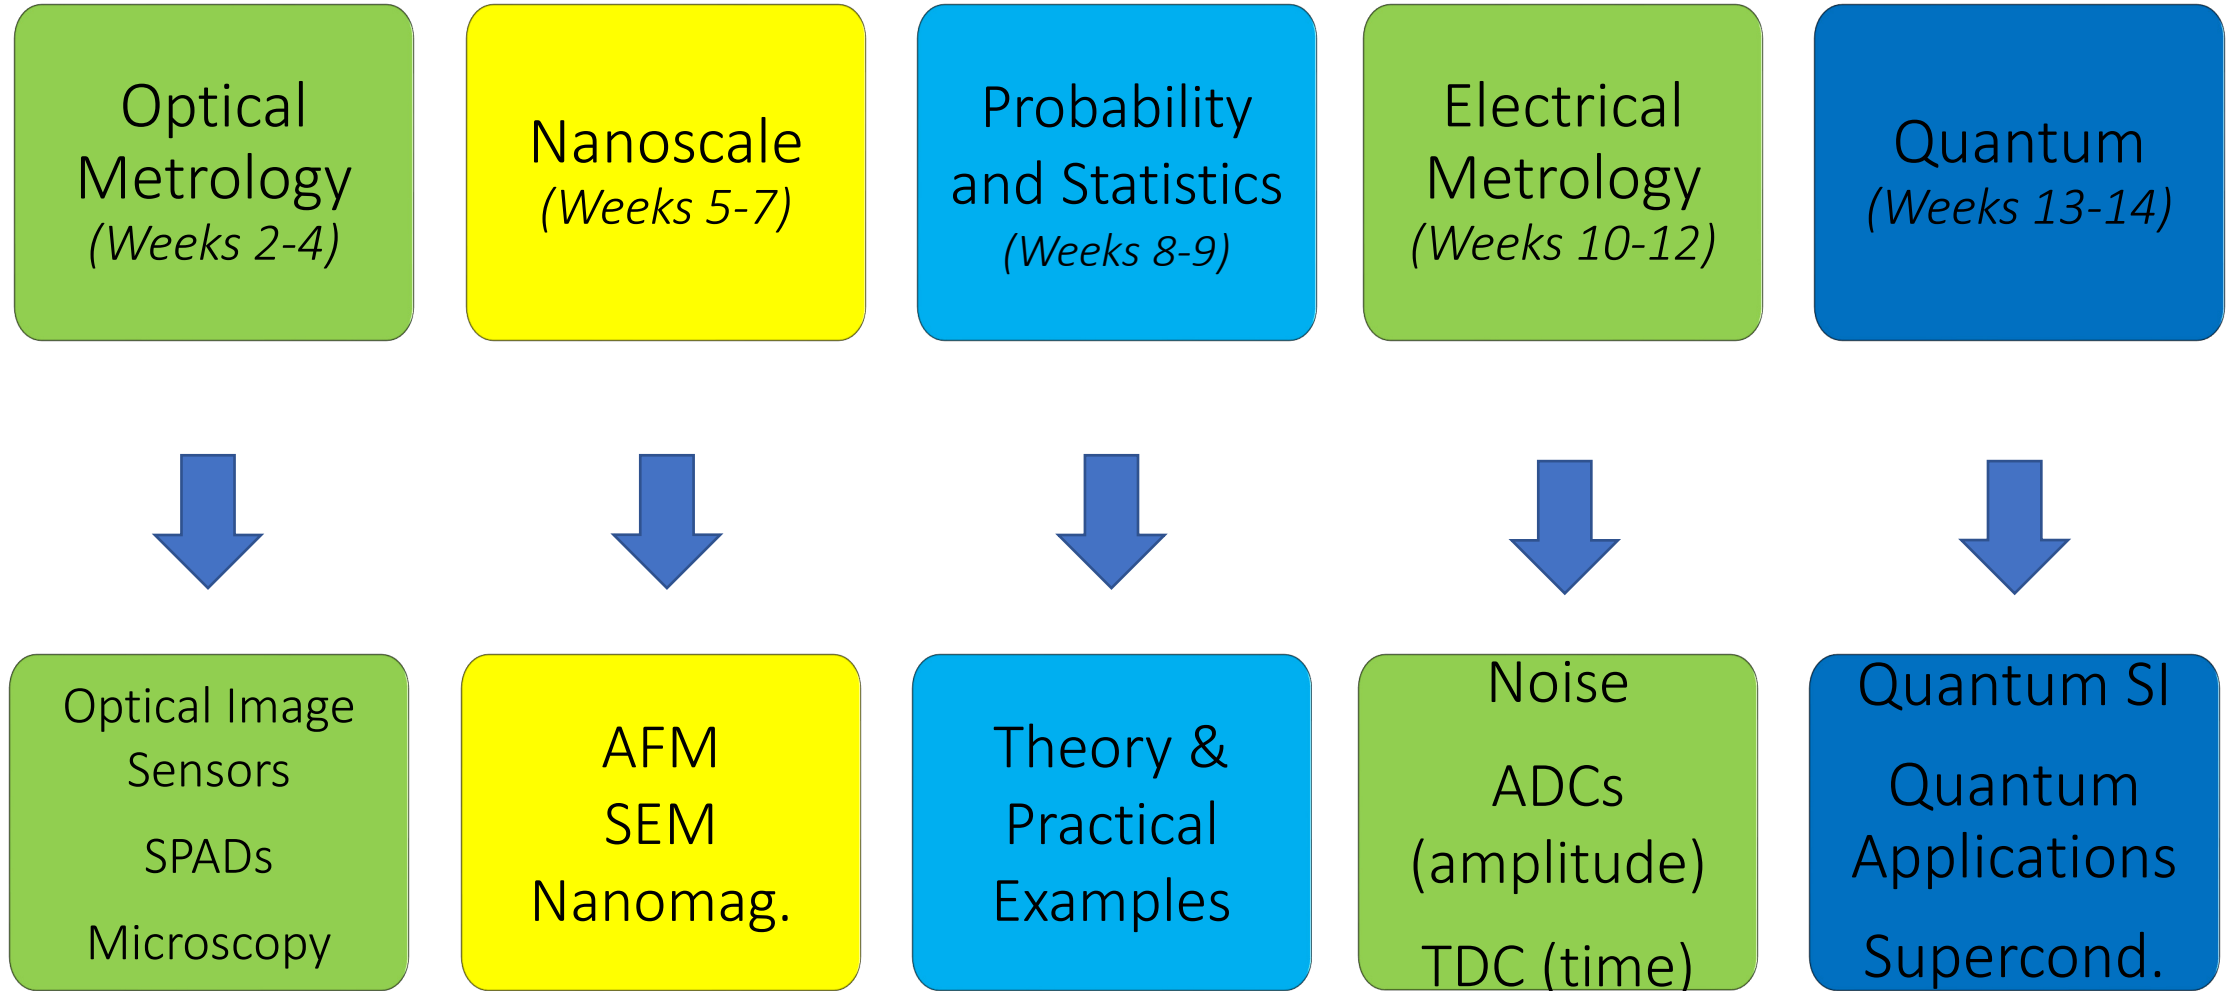 Optical
Metrology
(Weeks 2-4)
Nanoscale
(Weeks 5-7)
Probability
and Statistics
(Weeks 8-9)
Electrical
Metrology
(Weeks 10-12)
Quantum
(Weeks 13-14)
Optical Image
Sensors
SPADs
Microscopy
AFM
SEM
Nanomag.
Theory &
Practical
Examples
Noise
ADCs
(amplitude)
TDC (time)
Quantum SI
Quantum
Applications
Supercond.